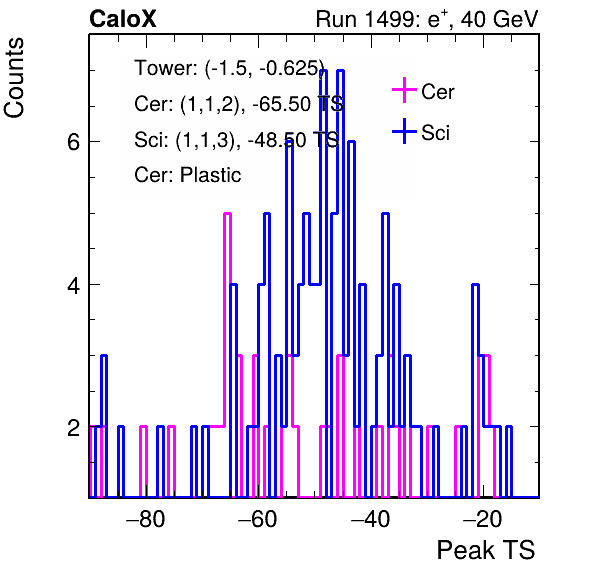 CaloX Run 1499: e+, 40 GeV
Counts
Tower: (-1.5, -0.625)
Cer: (1,1,2), -65.50 TS
Sci: (1,1,3), -48.50 TS
Cer: Plastic
Cer
Sci
6
4
2
−80 −60 −40 −20
Peak TS